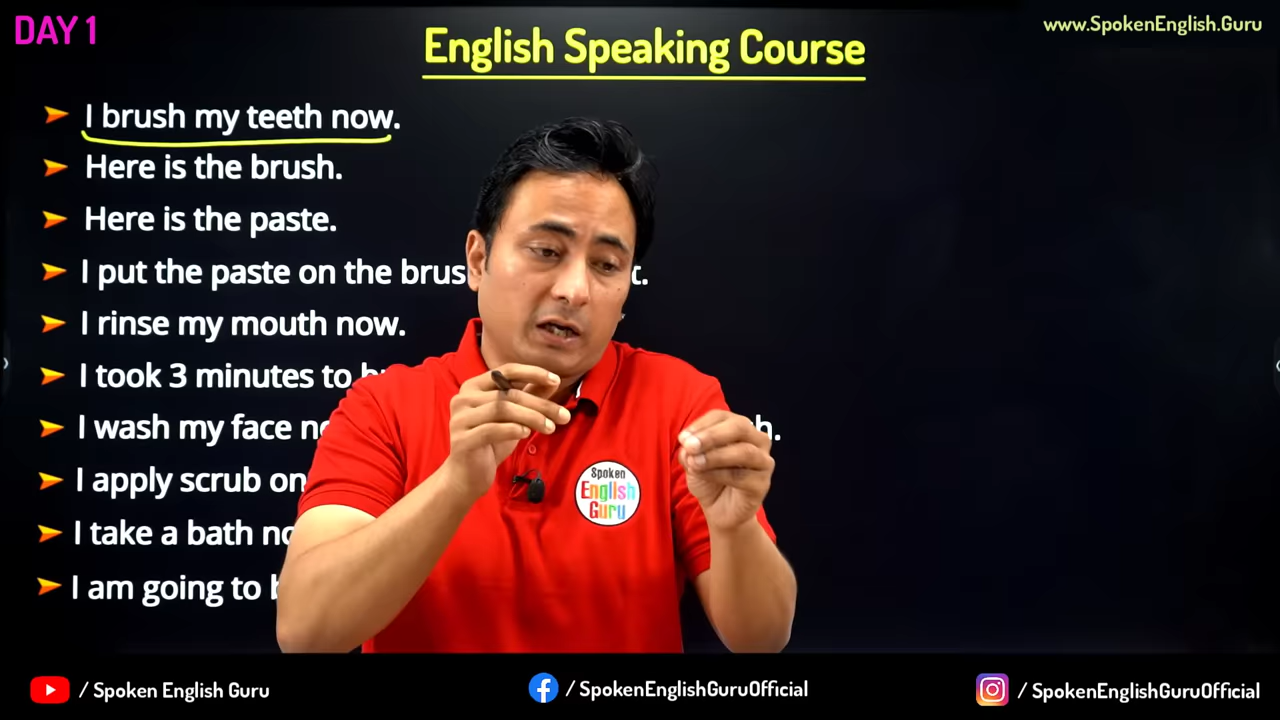 DAY 1
English Speaking Course
www.SpokenEnglish.Guru
I brush my teeth now.
Here is the brush.
Here is the paste.
I put the paste on the
I rinse my mouth now.
I took 3 minutes to
I wash my face
I apply scrub on
I take a bath
I am going to
Spoken
English
Guru
/ Spoken English Guru
/ SpokenEnglishGuruOfficial
/ SpokenEnglishGuruOfficial